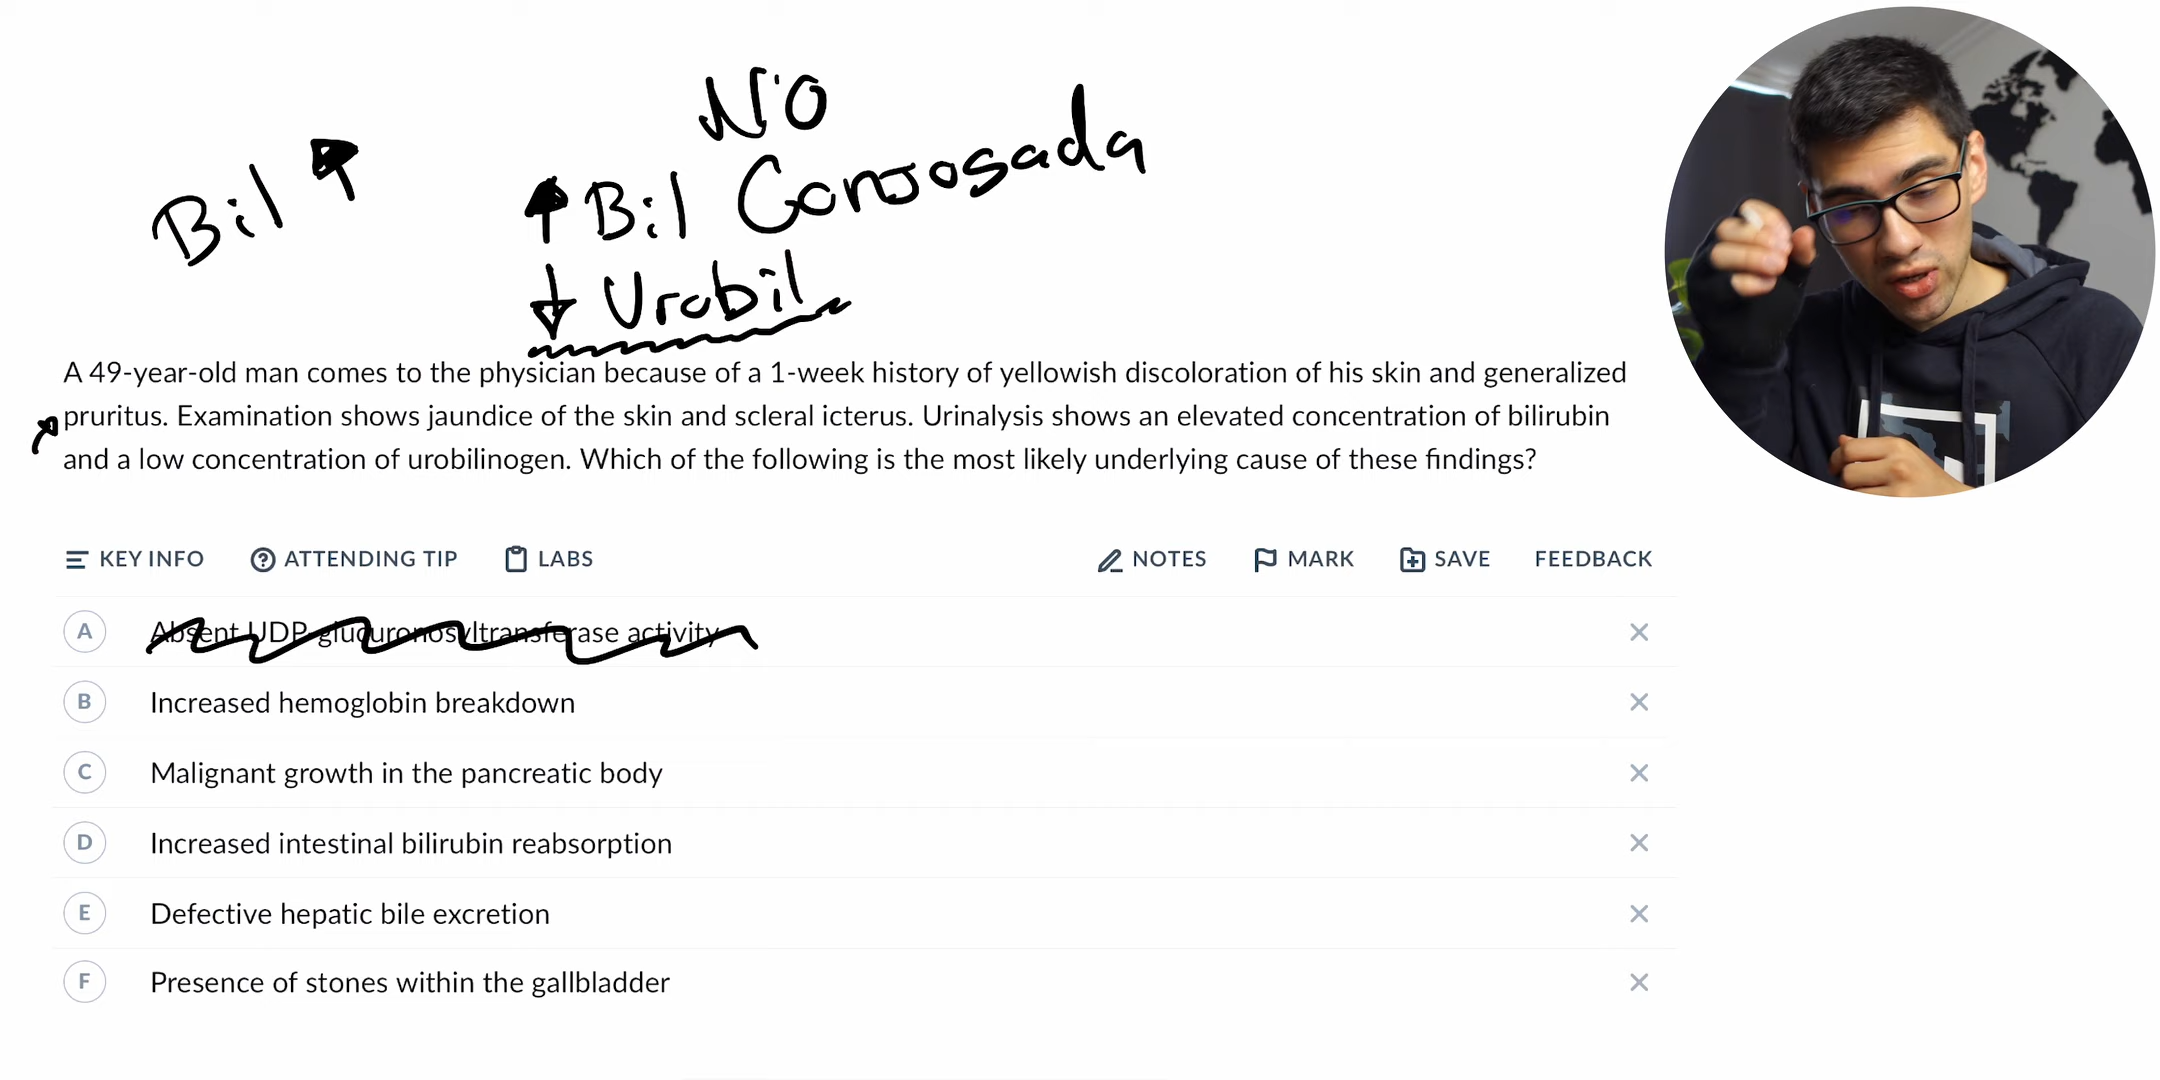 NO
Bil
Bil Conjogada
Urobil
A 49-year-old man comes to the physician because of a 1-week history of yellowish discoloration of his skin and generalized
pruritus. Examination shows jaundice of the skin and scleral icterus. Urinalysis shows an elevated concentration of bilirubin
and a low concentration of urobilinogen. Which of the following is the most likely underlying cause of these findings?
KEY INFO ATTENDING TIP LABS NOTES MARK SAVE FEEDBACK
A Absent UDP-glucuronosyltransferase activity
B Increased hemoglobin breakdown
C Malignant growth in the pancreatic body
D Increased intestinal bilirubin reabsorption
E Defective hepatic bile excretion
F Presence of stones within the gallbladder